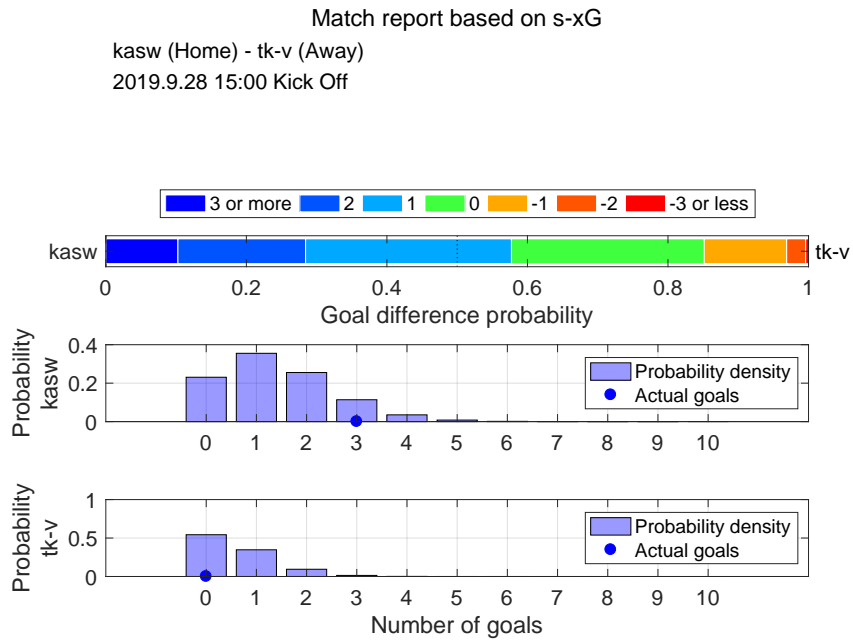 Match report based on s-xG
kasw (Home) - tk-v (Away)
2019.9.28 15:00 Kick Off
3 or more 2 1 0 -1 -2 -3 or less
kasw tk-v
0 0.2 0.4 0.6 0.8 1
Goal difference probability
Probability
kasw
0.4
0.2
0
Probability density
Actual goals
0 1 2 3 4 5 6 7 8 9 10
Probability
tk-v
1
0.5
0
Probability density
Actual goals
0 1 2 3 4 5 6 7 8 9 10
Number of goals